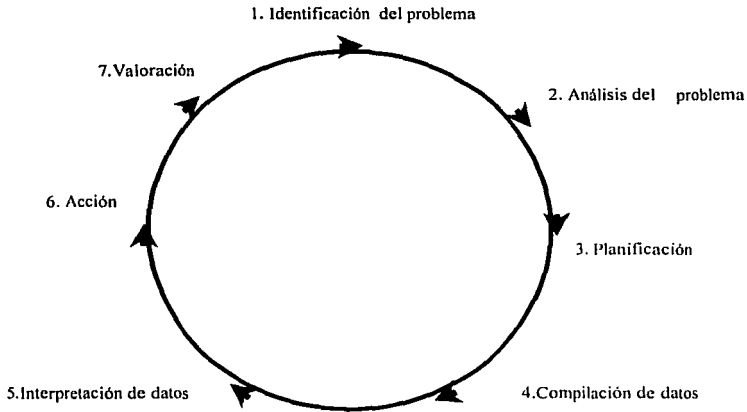 1. Identificación del problema
2. Análisis del problema
3. Planificación
4.Compilación de datos
5.Interpretación de datos
6. Acción
7.Valoración